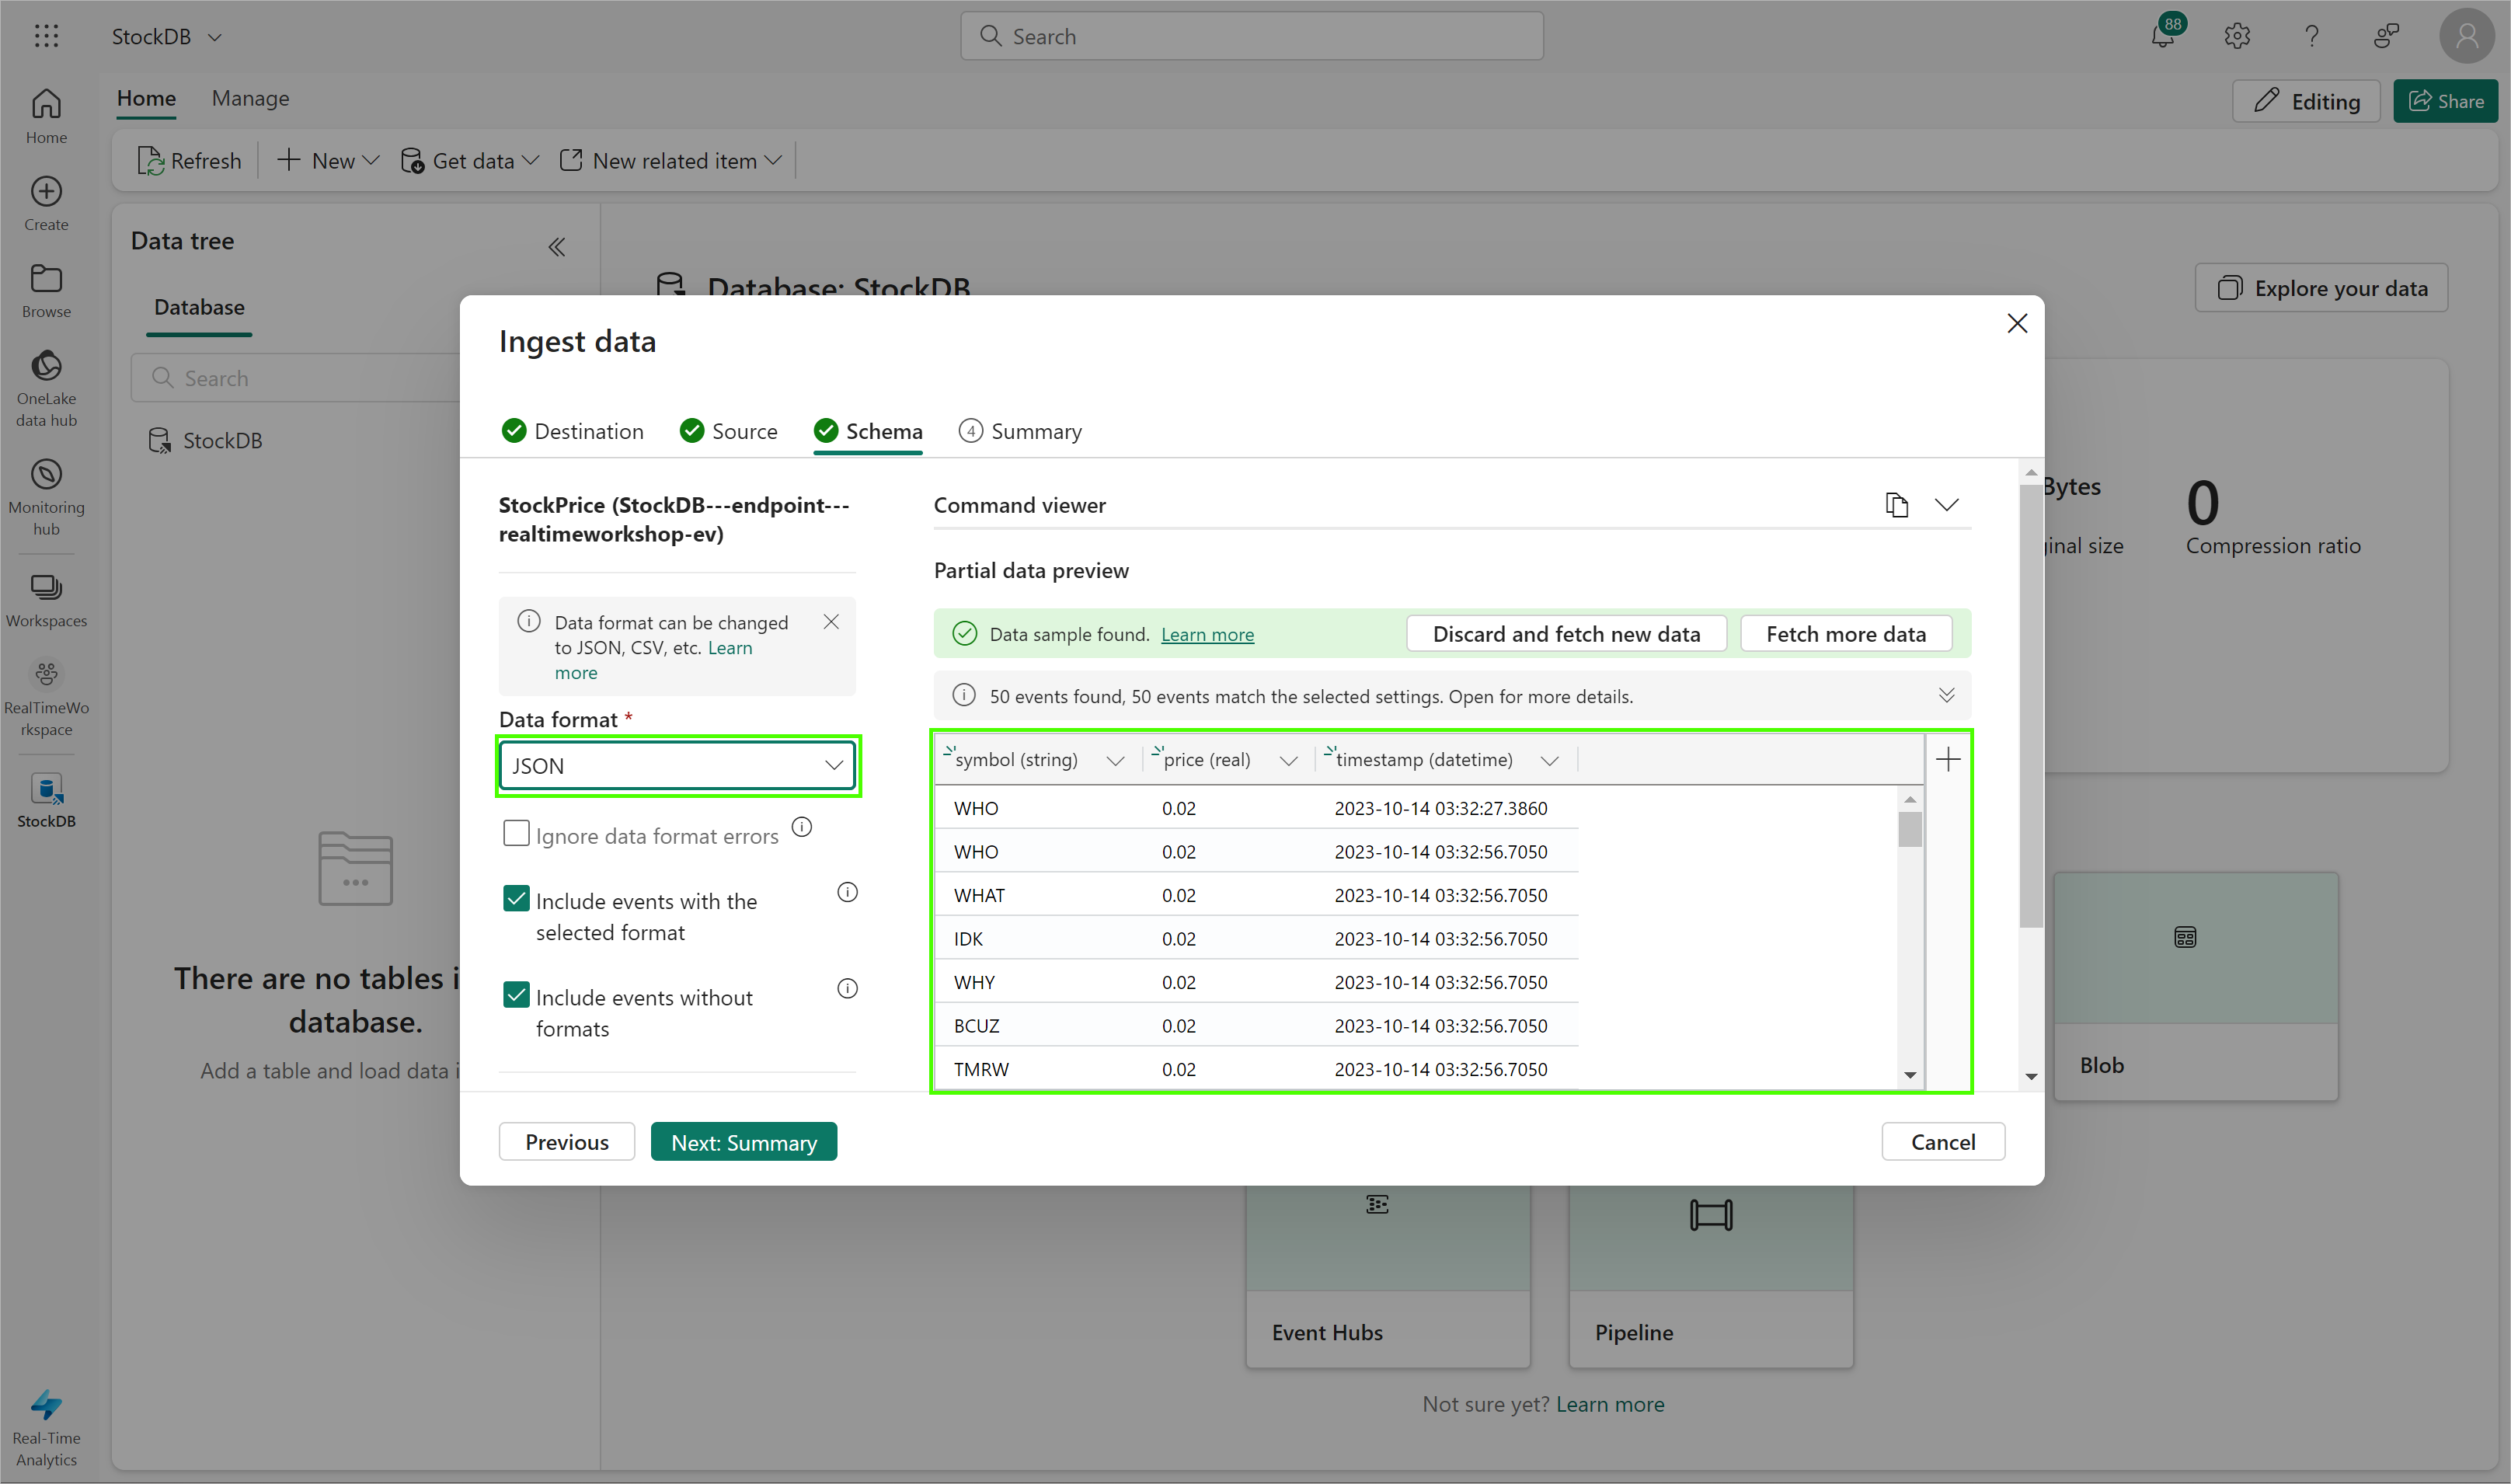 StockDB
Search
88
Home
Manage
Editing
Share
Refresh
New
Get data
New related item
Home
Create
Browse
OneLake
data hub
Monitoring
hub
Workspaces
RealTimeWo
rkspace
StockDB
Real-Time
Analytics
Data tree
Database
Search
StockDB
There are no tables i
database.
Add a table and load data i
Database: StockDB
Explore your data
Bytes
ginal size
0
Compression ratio
Ingest data
Destination
Source
Schema
4 Summary
StockPrice (StockDB---endpoint---
realtimeworkshop-ev)
Data format can be changed
to JSON, CSV, etc. Learn
more
Data format *
JSON
Ignore data format errors
Include events with the
selected format
Include events without
formats
Command viewer
Partial data preview
Data sample found. Learn more
Discard and fetch new data
Fetch more data
50 events found, 50 events match the selected settings. Open for more details.
symbol (string) price (real) timestamp (datetime)
WHO 0.02 2023-10-14 03:32:27.3860
WHO 0.02 2023-10-14 03:32:56.7050
WHAT 0.02 2023-10-14 03:32:56.7050
IDK 0.02 2023-10-14 03:32:56.7050
WHY 0.02 2023-10-14 03:32:56.7050
BCUZ 0.02 2023-10-14 03:32:56.7050
TMRW 0.02 2023-10-14 03:32:56.7050
Previous
Next: Summary
Cancel
Blob
Event Hubs
Pipeline
Not sure yet? Learn more